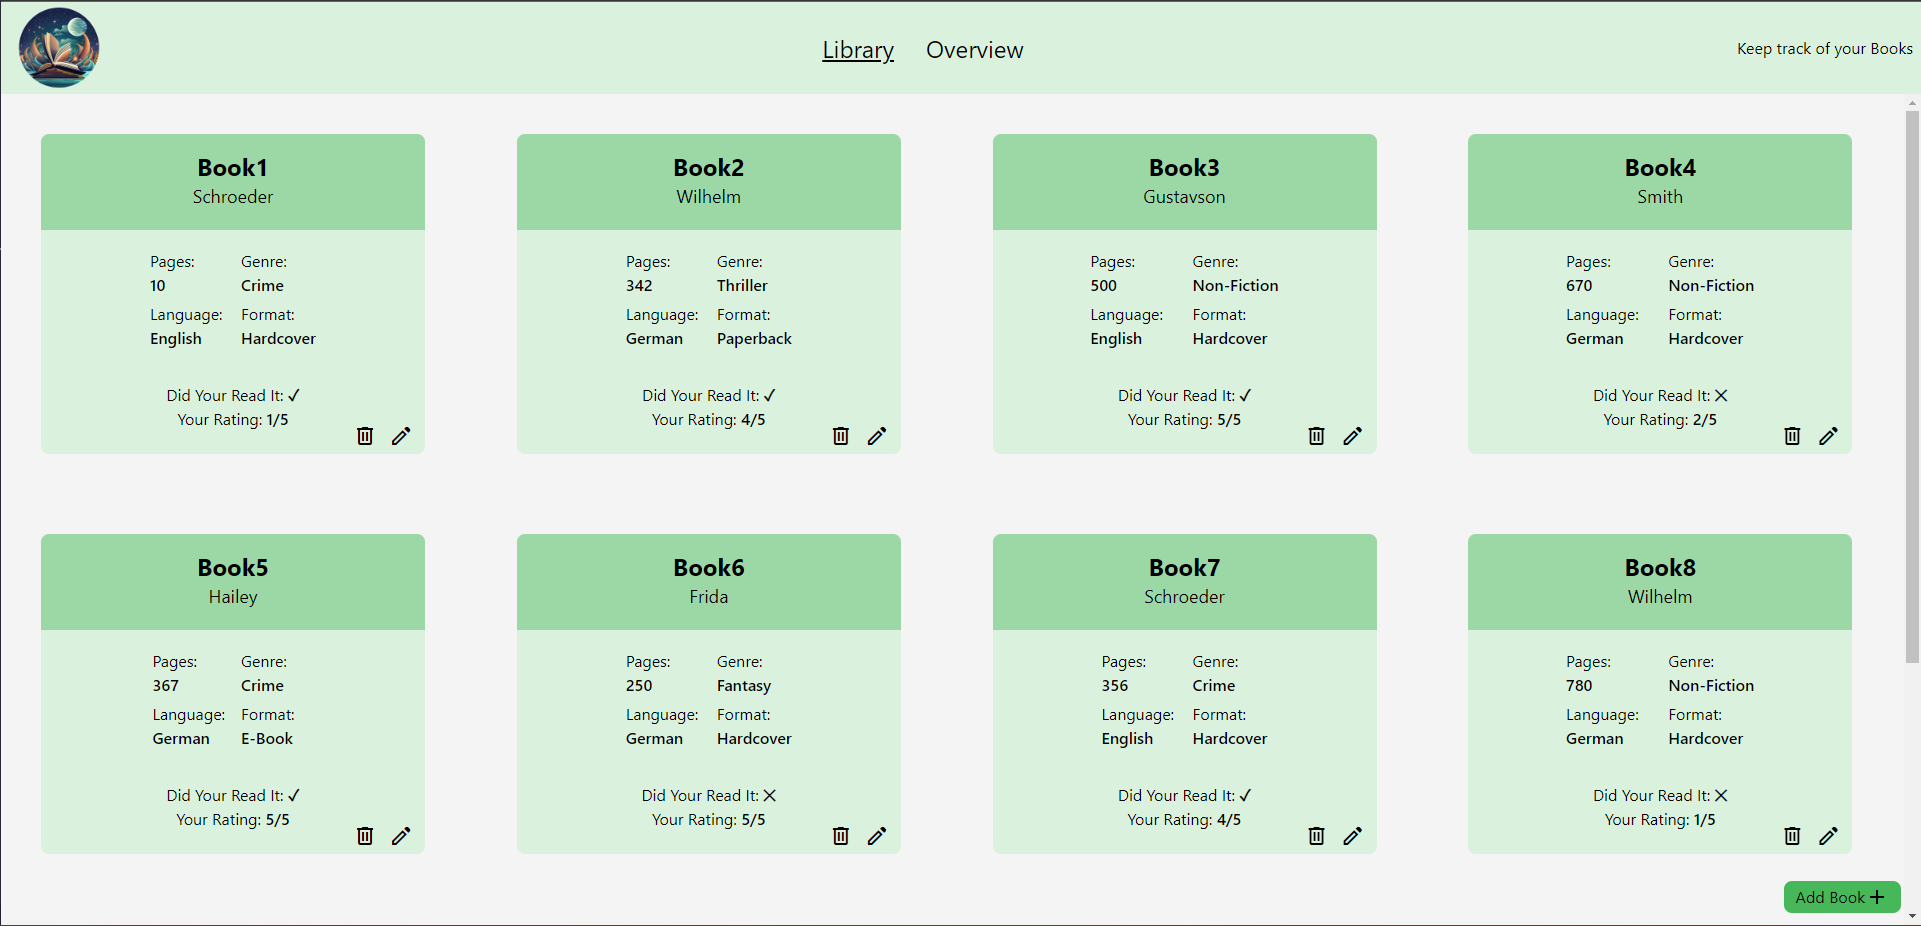 Library Overview
Keep track of your Books
Book1
Schroeder
Pages: Genre:
10 Crime
Language: Format:
English Hardcover
Did Your Read It: ✓
Your Rating: 1/5
Book2
Wilhelm
Pages: Genre:
342 Thriller
Language: Format:
German Paperback
Did Your Read It: ✓
Your Rating: 4/5
Book3
Gustavson
Pages: Genre:
500 Non-Fiction
Language: Format:
English Hardcover
Did Your Read It: ✓
Your Rating: 5/5
Book4
Smith
Pages: Genre:
670 Non-Fiction
Language: Format:
German Hardcover
Did Your Read It: ✕
Your Rating: 2/5
Book5
Hailey
Pages: Genre:
367 Crime
Language: Format:
German E-Book
Did Your Read It: ✓
Your Rating: 5/5
Book6
Frida
Pages: Genre:
250 Fantasy
Language: Format:
German Hardcover
Did Your Read It: ✕
Your Rating: 5/5
Book7
Schroeder
Pages: Genre:
356 Crime
Language: Format:
English Hardcover
Did Your Read It: ✓
Your Rating: 4/5
Book8
Wilhelm
Pages: Genre:
780 Non-Fiction
Language: Format:
German Hardcover
Did Your Read It: ✕
Your Rating: 1/5
Add Book +